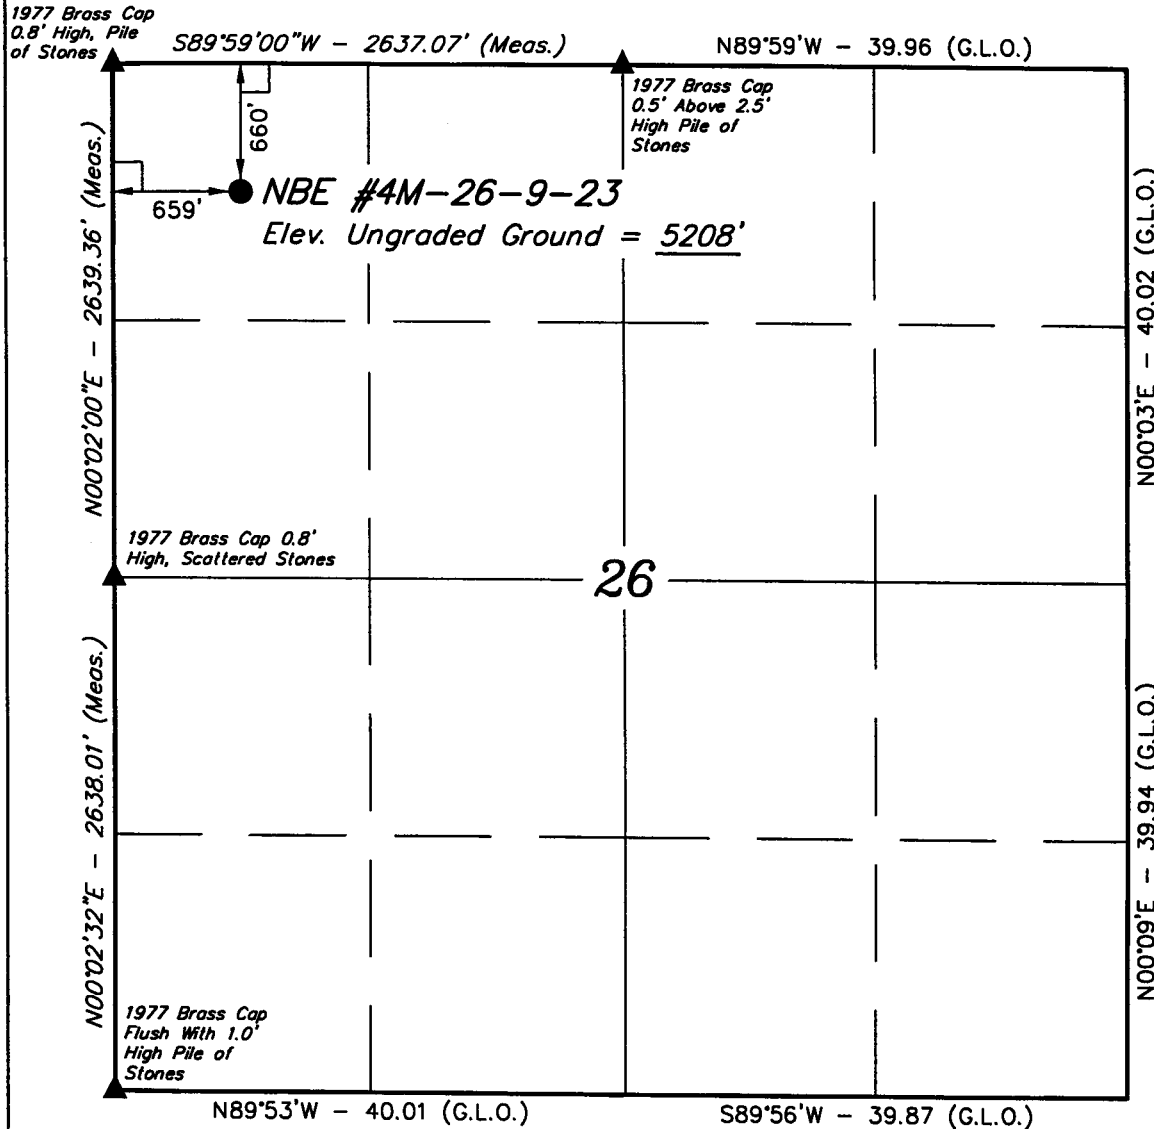 1977 Brass Cap
0.8' High, Pile
of Stones
S89°59'00"W - 2637.07' (Meas.)
N89°59'W - 39.96 (G.L.O.)
1977 Brass Cap
0.5' Above 2.5'
High Pile of
Stones
660'
659'
NBE #4M-26-9-23
Elev. Ungraded Ground = 5208'
N00°02'00"E - 2639.36' (Meas.)
N00°03'E - 40.02 (G.L.O.)
1977 Brass Cap 0.8'
High, Scattered Stones
26
N00°02'32"E - 2638.01' (Meas.)
N00°09'E - 39.94 (G.L.O.)
1977 Brass Cap
Flush With 1.0'
High Pile of
Stones
N89°53'W - 40.01 (G.L.O.)
S89°56'W - 39.87 (G.L.O.)